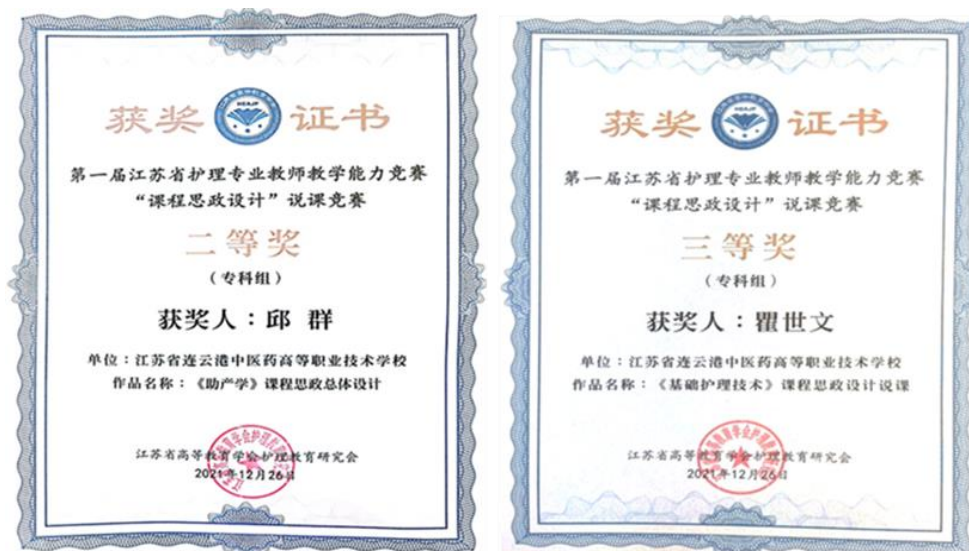 获奖证书
第一届江苏省护理专业教师教学能力竞赛
“课程思政设计”说课竞赛
二等奖
（专科组）
获奖人：邱 群
单位：江苏省连云港中医药高等职业技术学校
作品名称：《助产学》课程思政总体设计
江苏省高等教育学会护理教育研究会
2021年12月26日
获奖证书
第一届江苏省护理专业教师教学能力竞赛
“课程思政设计”说课竞赛
三等奖
（专科组）
获奖人：瞿世文
单位：江苏省连云港中医药高等职业技术学校
作品名称：《基础护理技术》课程思政设计说课
江苏省高等教育学会护理教育研究会
2021年12月26日